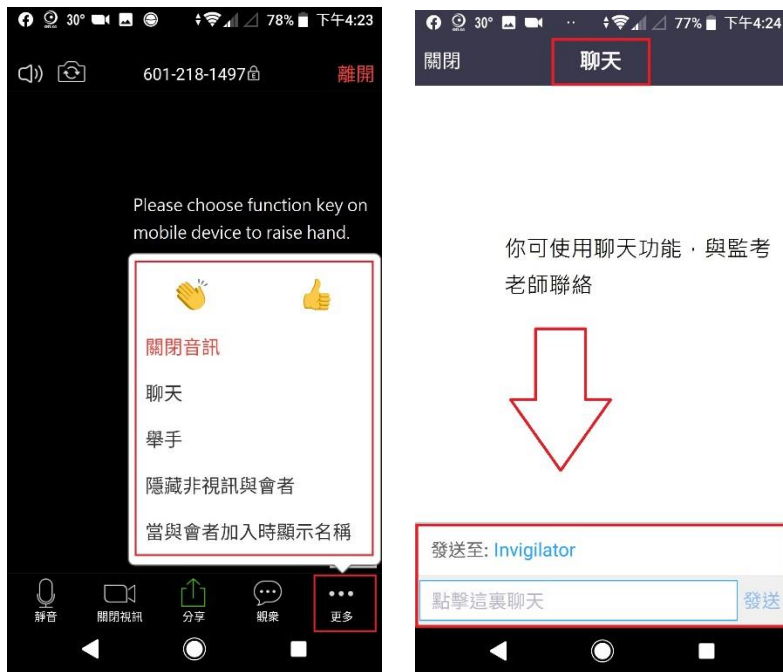 30° 78% 下午4:23
601-218-1497 離開
Please choose function key on
mobile device to raise hand.
關閉音訊
聊天
舉手
隱藏非視訊與會者
當與會者加入時顯示名稱
靜音 關閉視訊 分享 觀衆 更多
30° 77% 下午4:24
關閉 聊天
你可使用聊天功能，與監考
老師聯絡
發送至: Invigilator
點擊這裏聊天 發送